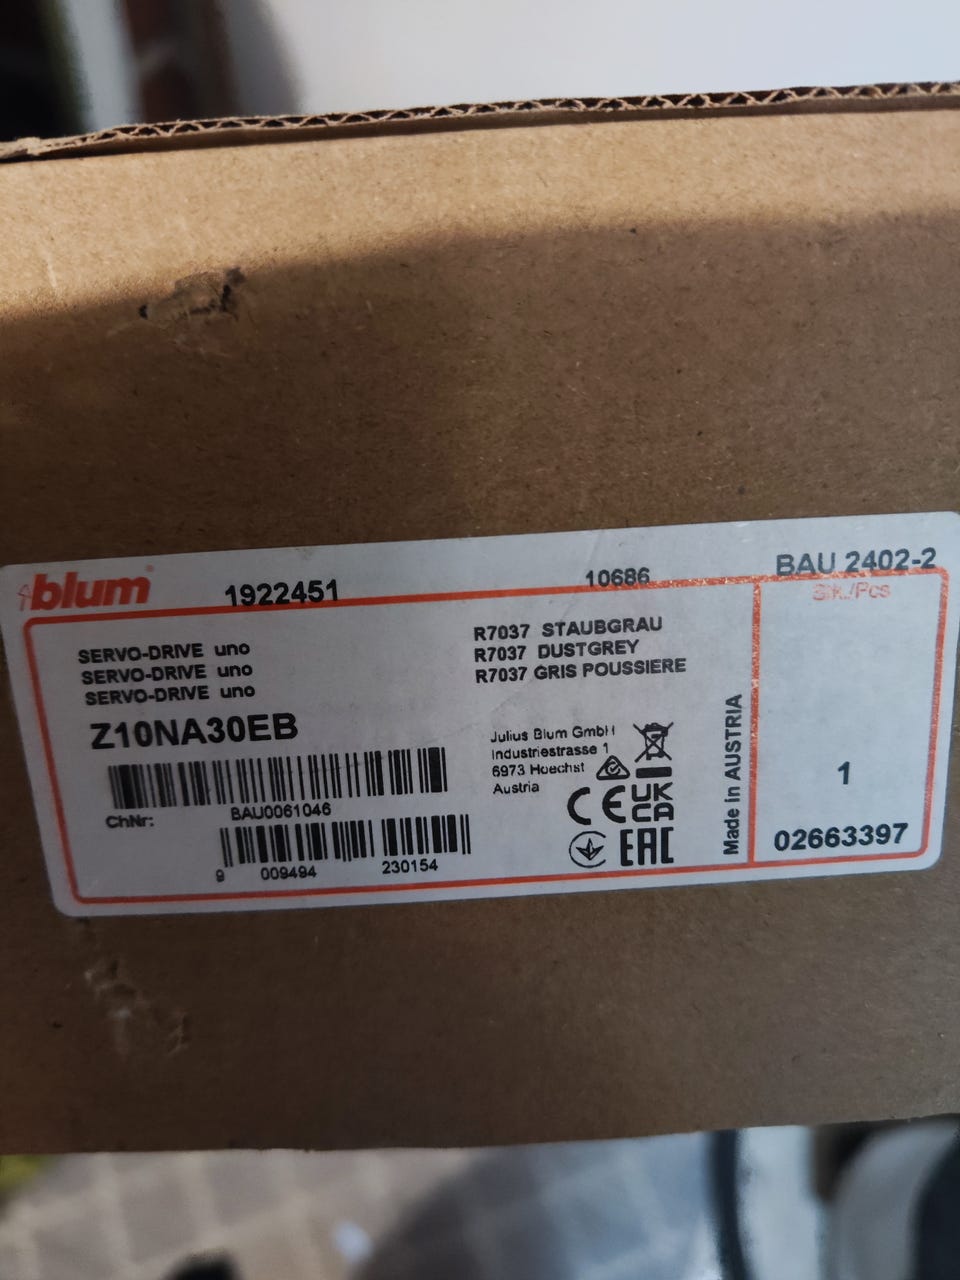 blum
1922451
10686
BAU 2402-2
Stk./Pcs
SERVO-DRIVE uno
SERVO-DRIVE uno
SERVO-DRIVE uno
R7037 STAUBGRAU
R7037 DUSTGREY
R7037 GRIS POUSSIERE
Z10NA30EB
ChNr:
BAU0061046
9 009494 230154
Julius Blum GmbH
Industriestrasse 1
6973 Hoechst
Austria
CE
UK
CA
EAC
Made in AUSTRIA
1
02663397